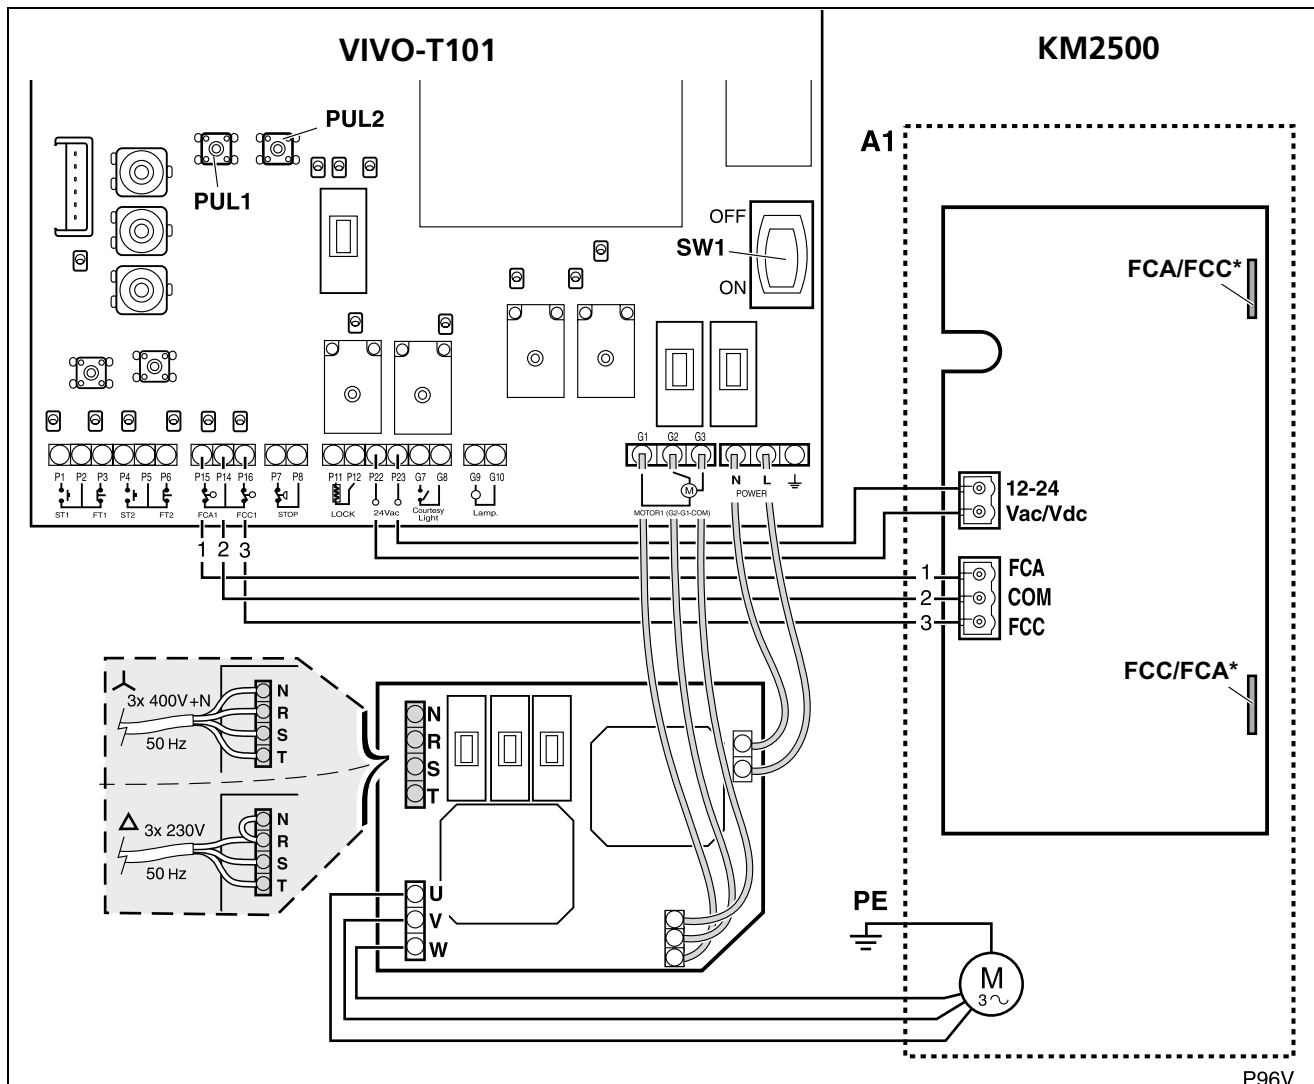 VIVO-T101
KM2500
PUL2
PUL1
A1
OFF
SW1
ON
FCA/FCC*
G1 G2 G3
P1 P2 P3 P4 P5 P6 P15 P14 P16 P7 P8 P11 P12 P22 P23 G7 G8 G9 G10
M
N L
POWER
ST1 FT1 ST2 FT2 FCA1 FCC1 STOP LOCK 24Vac Courtesy Light Lamp.
MOTOR1 (G2-G1-COM)
12-24
Vac/Vdc
1 2 3
1 FCA
2 COM
3 FCC
FCC/FCA*
3x 400V+N
50 Hz
N
R
S
T
3x 230V
50 Hz
N
R
S
T
N
R
S
T
U
V
W
PE
M
3~
P96V